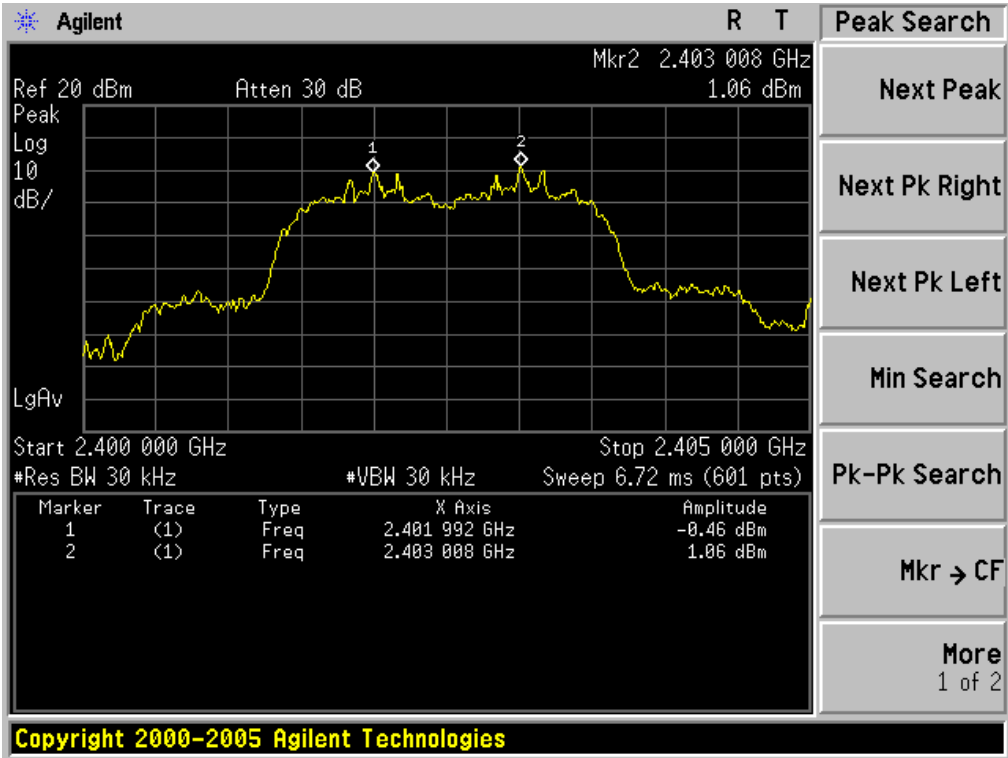 Agilent R T Peak Search
Mkr2 2.403 008 GHz
Ref 20 dBm Atten 30 dB 1.06 dBm
Peak
Log
10
dB/
1
2
LgAv
Start 2.400 000 GHz Stop 2.405 000 GHz
#Res BW 30 kHz #VBW 30 kHz Sweep 6.72 ms (601 pts)
Marker Trace Type X Axis Amplitude
1 (1) Freq 2.401 992 GHz -0.46 dBm
2 (1) Freq 2.403 008 GHz 1.06 dBm
Next Peak
Next Pk Right
Next Pk Left
Min Search
Pk-Pk Search
Mkr → CF
More
1 of 2
Copyright 2000-2005 Agilent Technologies